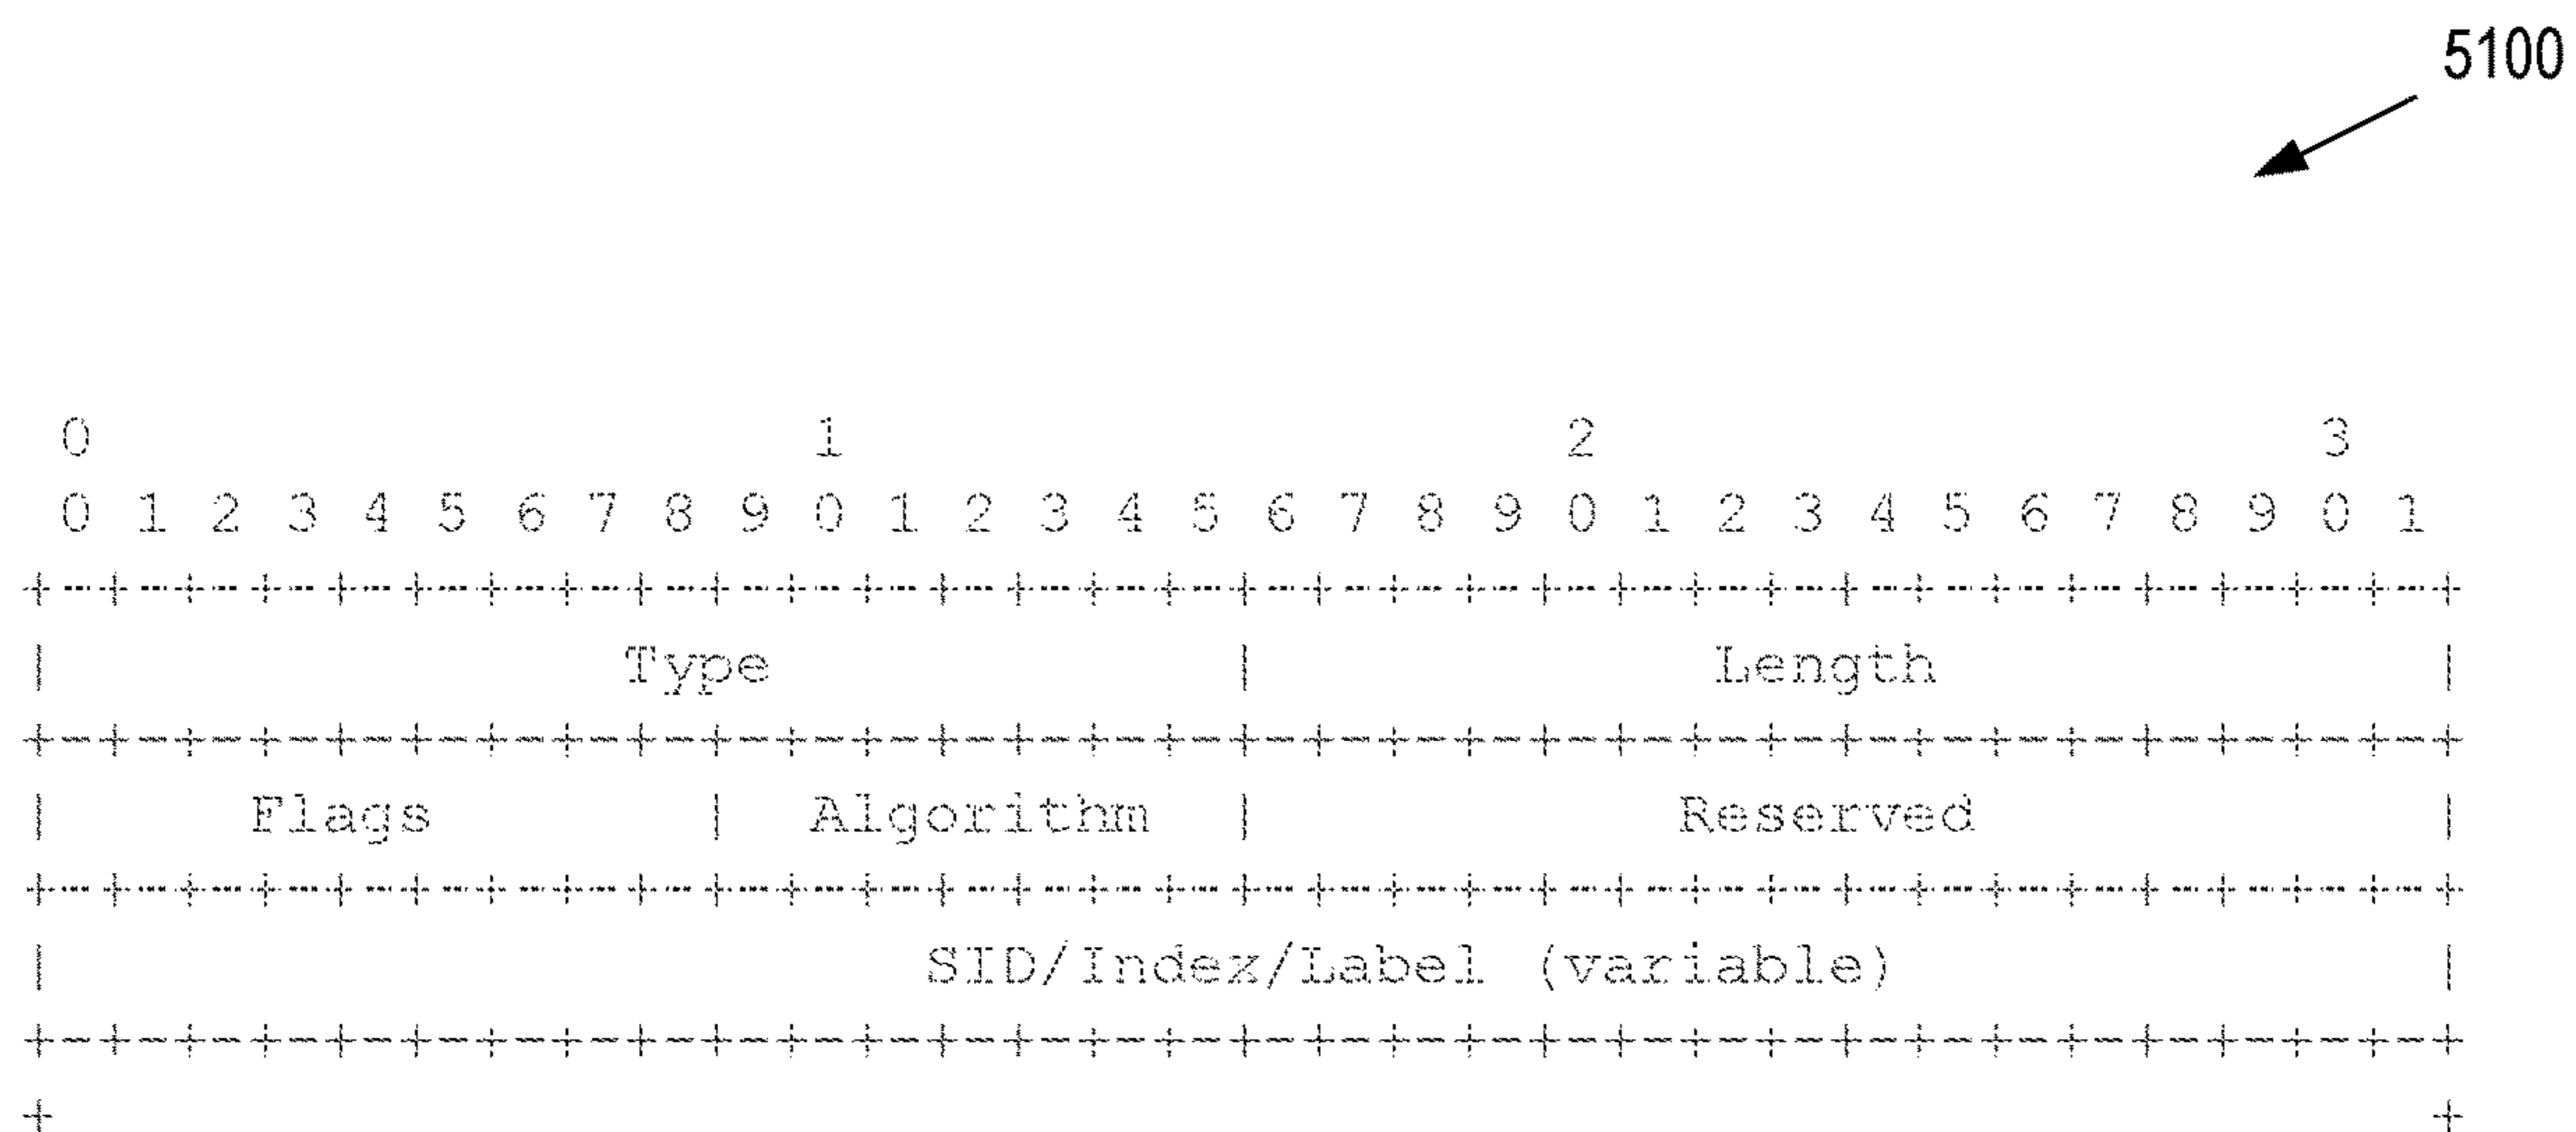 5100
0                   1                   2                   3
0 1 2 3 4 5 6 7 8 9 0 1 2 3 4 5 6 7 8 9 0 1 2 3 4 5 6 7 8 9 0 1
+-+-+-+-+-+-+-+-+-+-+-+-+-+-+-+-+-+-+-+-+-+-+-+-+-+-+-+-+-+-+-+-+
|               Type            |             Length            |
+-+-+-+-+-+-+-+-+-+-+-+-+-+-+-+-+-+-+-+-+-+-+-+-+-+-+-+-+-+-+-+-+
|     Flags       |  Algorithm  |            Reserved           |
+-+-+-+-+-+-+-+-+-+-+-+-+-+-+-+-+-+-+-+-+-+-+-+-+-+-+-+-+-+-+-+-+
|                       SID/Index/Label (variable)              |
+-+-+-+-+-+-+-+-+-+-+-+-+-+-+-+-+-+-+-+-+-+-+-+-+-+-+-+-+-+-+-+-+
+                                                               +